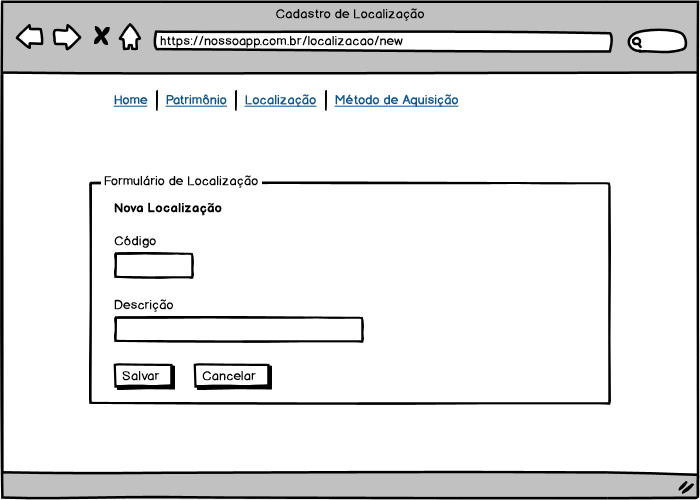 Cadastro de Localização
https://nossoapp.com.br/localizacao/new
Home | Patrimônio | Localização | Método de Aquisição
Formulário de Localização
Nova Localização
Código
Descrição
Salvar Cancelar